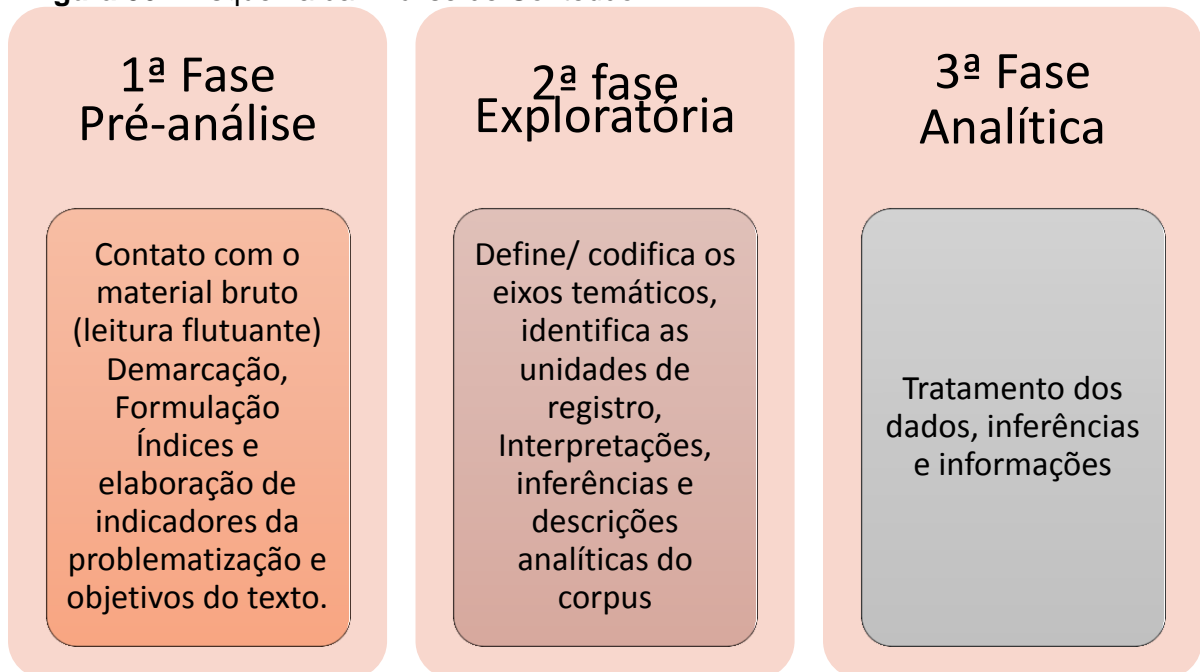 1ª Fase
Pré-análise
Contato com o
material bruto
(leitura flutuante)
Demarcação,
Formulação
Índices e
elaboração de
indicadores da
problematização e
objetivos do texto.
2ª fase
Exploratória
Define/ codifica os
eixos temáticos,
identifica as
unidades de
registro,
Interpretações,
inferências e
descrições
analíticas do
corpus
3ª Fase
Analítica
Tratamento dos
dados, inferências
e informações